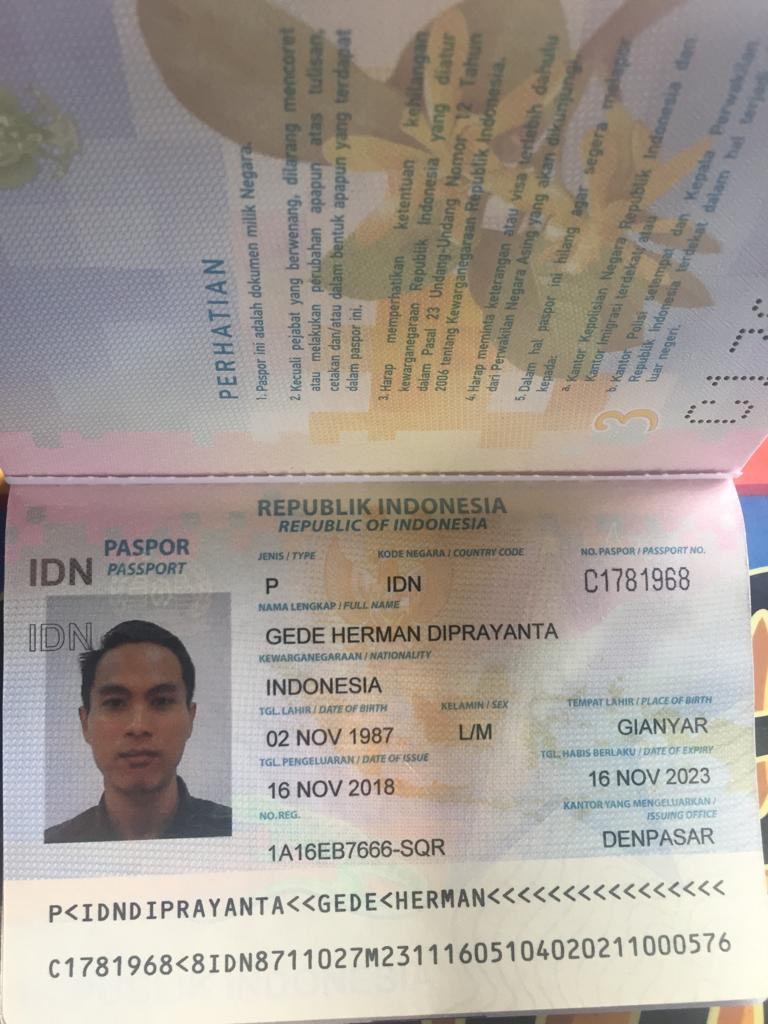 PERHATIAN
1. Paspor ini adalah dokumen milik Negara.
2. Kecuali pejabat yang berwenang, dilarang mencoret
atau melakukan perubahan apapun atas tulisan,
cetakan dan/atau dalam bentuk apapun yang terdapat
dalam paspor ini.
3. Harap memperhatikan ketentuan kehilangan
kewarganegaraan Republik Indonesia yang diatur
dalam Pasal 23 Undang-Undang Nomor 12 Tahun
2006 tentang Kewarganegaraan Republik Indonesia.
4. Harap meminta keterangan atau visa terlebih dahulu
dari Perwakilan Negara Asing yang akan dikunjungi.
5. Dalam hal paspor ini hilang agar segera melapor
kepada:
a. Kantor Kepolisian Negara Republik Indonesia dan
Kantor Imigrasi terdekat; atau
b. Kantor Polisi setempat dan Kepala Perwakilan
Republik Indonesia terdekat dalam hal terjadi di
luar negeri.
3
REPUBLIK INDONESIA
REPUBLIC OF INDONESIA
IDN PASPOR
PASSPORT
IDN
JENIS / TYPE KODE NEGARA / COUNTRY CODE NO. PASPOR / PASSPORT NO.
P IDN C1781968
NAMA LENGKAP / FULL NAME
GEDE HERMAN DIPRAYANTA
KEWARGANEGARAAN / NATIONALITY
INDONESIA
TGL. LAHIR / DATE OF BIRTH KELAMIN / SEX TEMPAT LAHIR / PLACE OF BIRTH
02 NOV 1987 L/M GIANYAR
TGL. PENGELUARAN / DATE OF ISSUE TGL. HABIS BERLAKU / DATE OF EXPIRY
16 NOV 2018 16 NOV 2023
NO. REG. KANTOR YANG MENGELUARKAN /
ISSUING OFFICE
1A16EB7666-SQR DENPASAR
P<IDNDIPRAYANTA<<GEDE<HERMAN<<<<<<<<<<<<<<<<
C1781968<8IDN8711027M23111605104020211000576